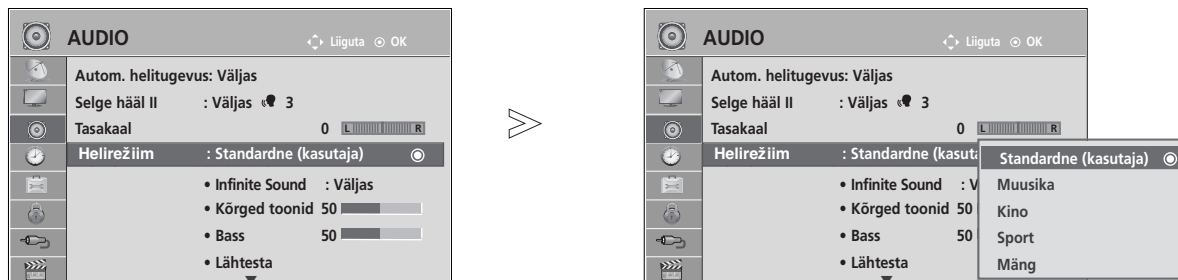 AUDIO
Liiguta OK
Autom. helitugevus: Väljas
Selge hääl II : Väljas 3
Tasakaal 0 L R
Helirežiim : Standardne (kasutaja)
• Infinite Sound : Väljas
• Kõrged toonid 50
• Bass 50
• Lähtesta
>
AUDIO
Liiguta OK
Autom. helitugevus: Väljas
Selge hääl II : Väljas 3
Tasakaal 0 L R
Helirežiim : Standardne (kasuta
• Infinite Sound : V
• Kõrged toonid 50
• Bass 50
• Lähtesta
Standardne (kasutaja)
Muusika
Kino
Sport
Mäng